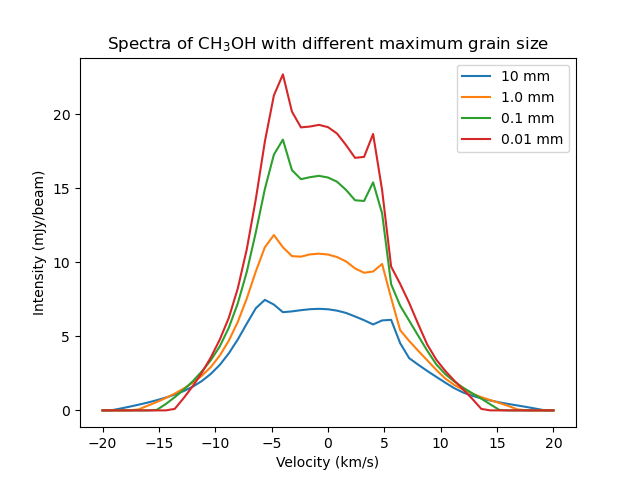 Spectra of CH₃OH with different maximum grain size
10 mm
1.0 mm
0.1 mm
0.01 mm
Intensity (mJy/beam)
20
15
10
5
0
−20 −15 −10 −5 0 5 10 15 20
Velocity (km/s)